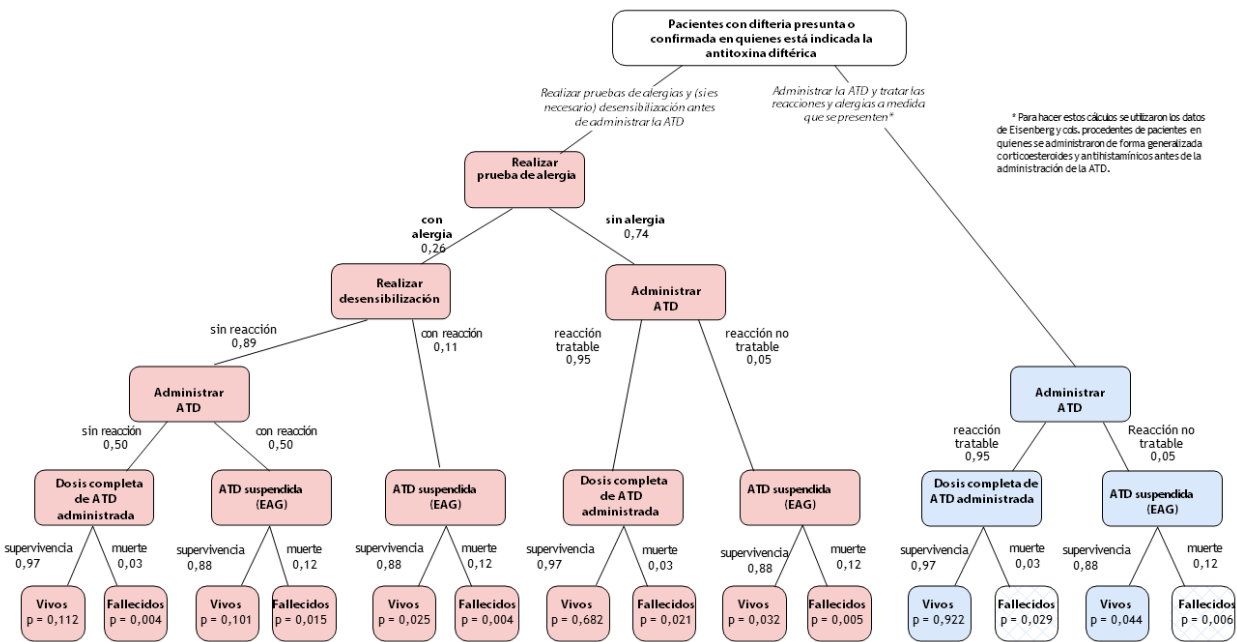 Pacientes con difteria presunta o
confirmada en quienes está indicada la
antitoxina diftérica
Realizar pruebas de alergias y (si es
necesario) desensibilización antes
de administrar la ATD
Administrar la ATD y tratar las
reacciones y alergias a medida
que se presenten*
* Para hacer estos cálculos se utilizaron los datos
de Eisenberg y cols. procedentes de pacientes en
quienes se administraron de forma generalizada
corticoesteroides y antihistamínicos antes de la
administración de la ATD.
Realizar
prueba de alergia
con
alergia
0,26
sin alergia
0,74
Realizar
desensibilización
Administrar
ATD
sin reacción
0,89
con reacción
0,11
reacción
tratable
0,95
reacción no
tratable
0,05
Administrar
ATD
Administrar
ATD
sin reacción
0,50
con reacción
0,50
reacción
tratable
0,95
Reacción no
tratable
0,05
Dosis completa
de ATD
administrada
ATD suspendida
(EAG)
ATD suspendida
(EAG)
Dosis completa
de ATD
administrada
ATD suspendida
(EAG)
Dosis completa de
ATD administrada
ATD suspendida
(EAG)
supervivencia
0,97
muerte
0,03
supervivencia
0,88
muerte
0,12
supervivencia
0,88
muerte
0,12
supervivencia
0,97
muerte
0,03
supervivencia
0,88
muerte
0,12
supervivencia
0,97
muerte
0,03
supervivencia
0,88
muerte
0,12
Vivos
p = 0,112
Fallecidos
p = 0,004
Vivos
p = 0,101
Fallecidos
p = 0,015
Vivos
p = 0,025
Fallecidos
p = 0,004
Vivos
p = 0,682
Fallecidos
p = 0,021
Vivos
p = 0,032
Fallecidos
p = 0,005
Vivos
p = 0,922
Fallecidos
p = 0,029
Vivos
p = 0,044
Fallecidos
p = 0,006